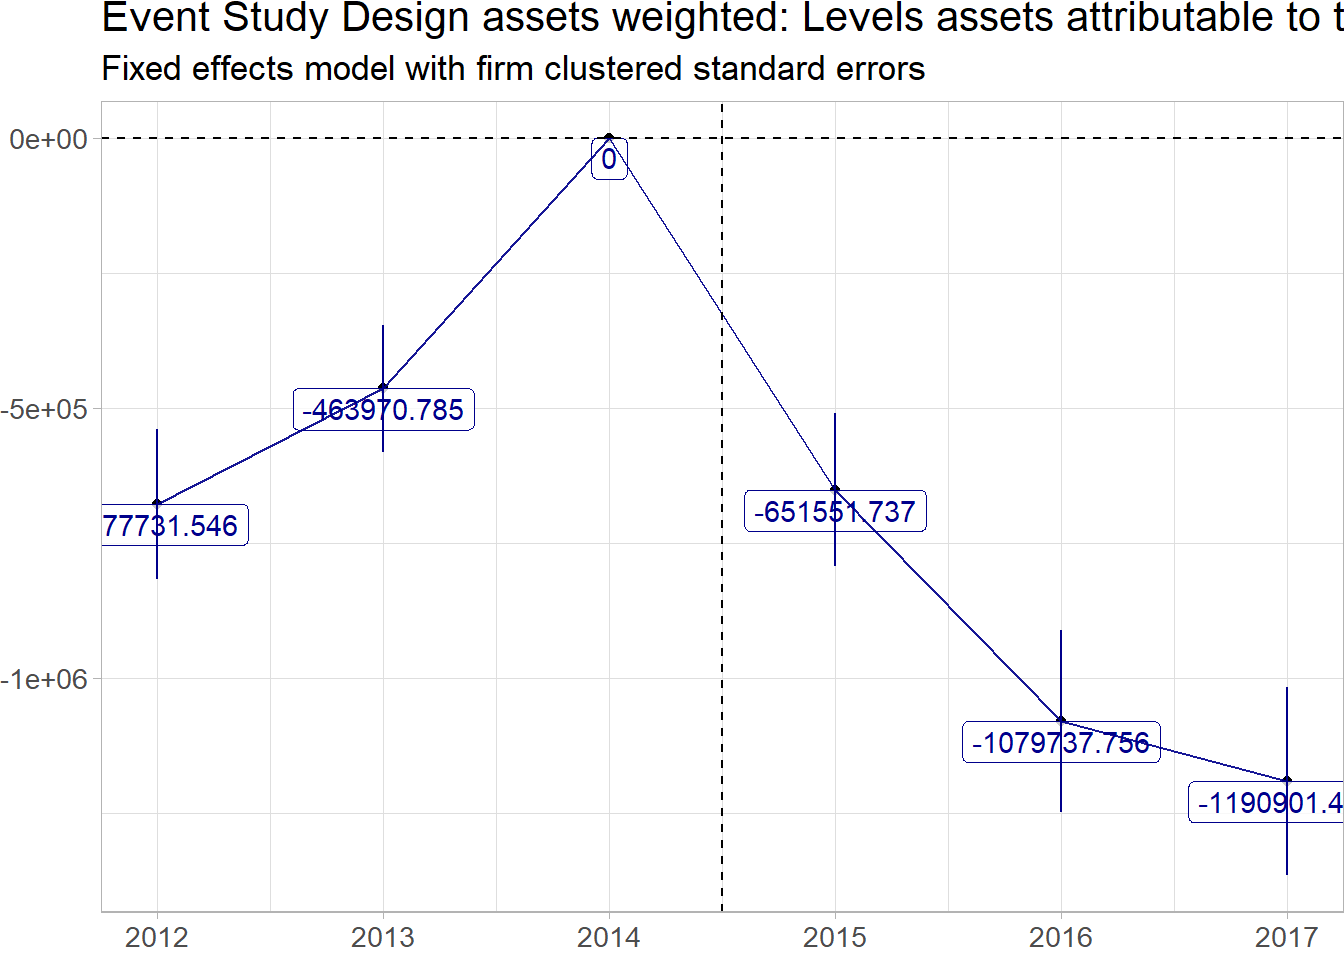 Event Study Design assets weighted: Levels assets attributable to t
Fixed effects model with firm clustered standard errors
0e+00
0
-463970.785
-5e+05
77731.546
-651551.737
-1e+06
-1079737.756
-1190901.4
2012 2013 2014 2015 2016 2017